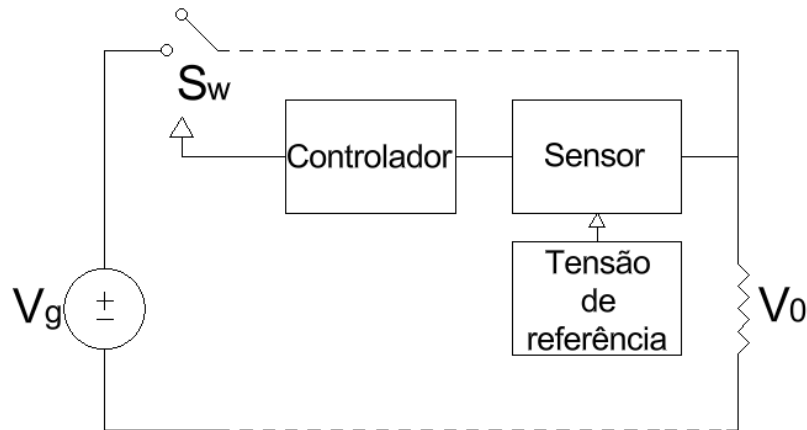 Sw
Controlador
Sensor
Tensão
de
referência
Vg
+
−
V0